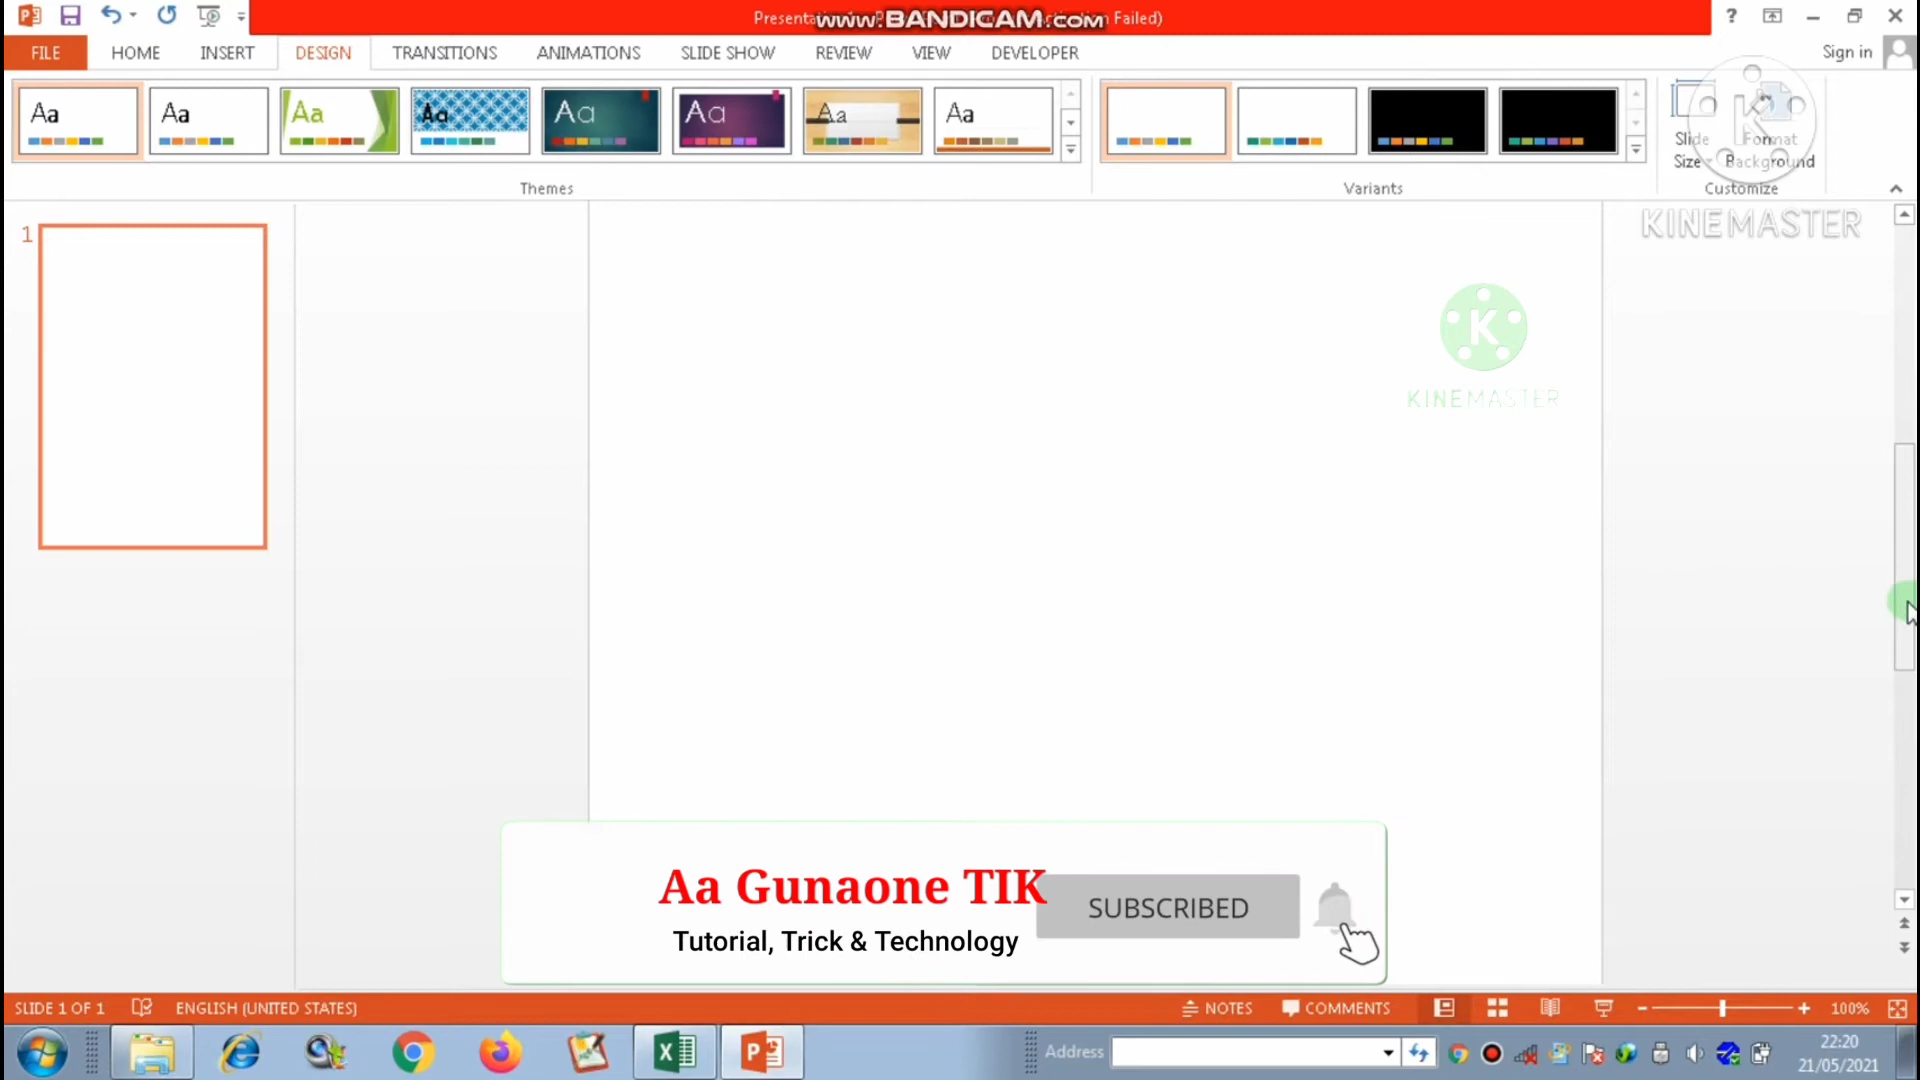 Presentat
www.BANDICAM.com
n Failed)
FILE
HOME
INSERT
DESIGN
TRANSITIONS
ANIMATIONS
SLIDE SHOW
REVIEW
VIEW
DEVELOPER
Sign in
Aa
Aa
Aa
Aa
Aa
Aa
Aa
Aa
Slide
Size
Format
Background
Themes
Variants
Customize
K
KINEMASTER
1
K
KINEMASTER
Aa Gunaone TIK
Tutorial, Trick & Technology
SUBSCRIBED
SLIDE 1 OF 1
ENGLISH (UNITED STATES)
NOTES
COMMENTS
100%
Address
22:20
21/05/2021